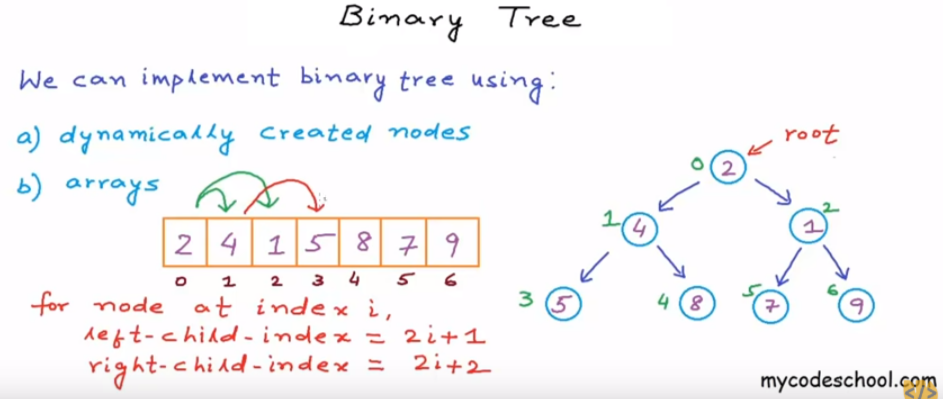 Binary Tree
We can implement binary tree using:
a) dynamically created nodes
b) arrays
2 4 1 5 8 7 9
0 1 2 3 4 5 6
for node at index i,
left-child-index = 2i+1
right-child-index = 2i+2
root
0 2
1 4
1 2
3 5
4 8
5 7
6 9
mycodeschool.com
</>